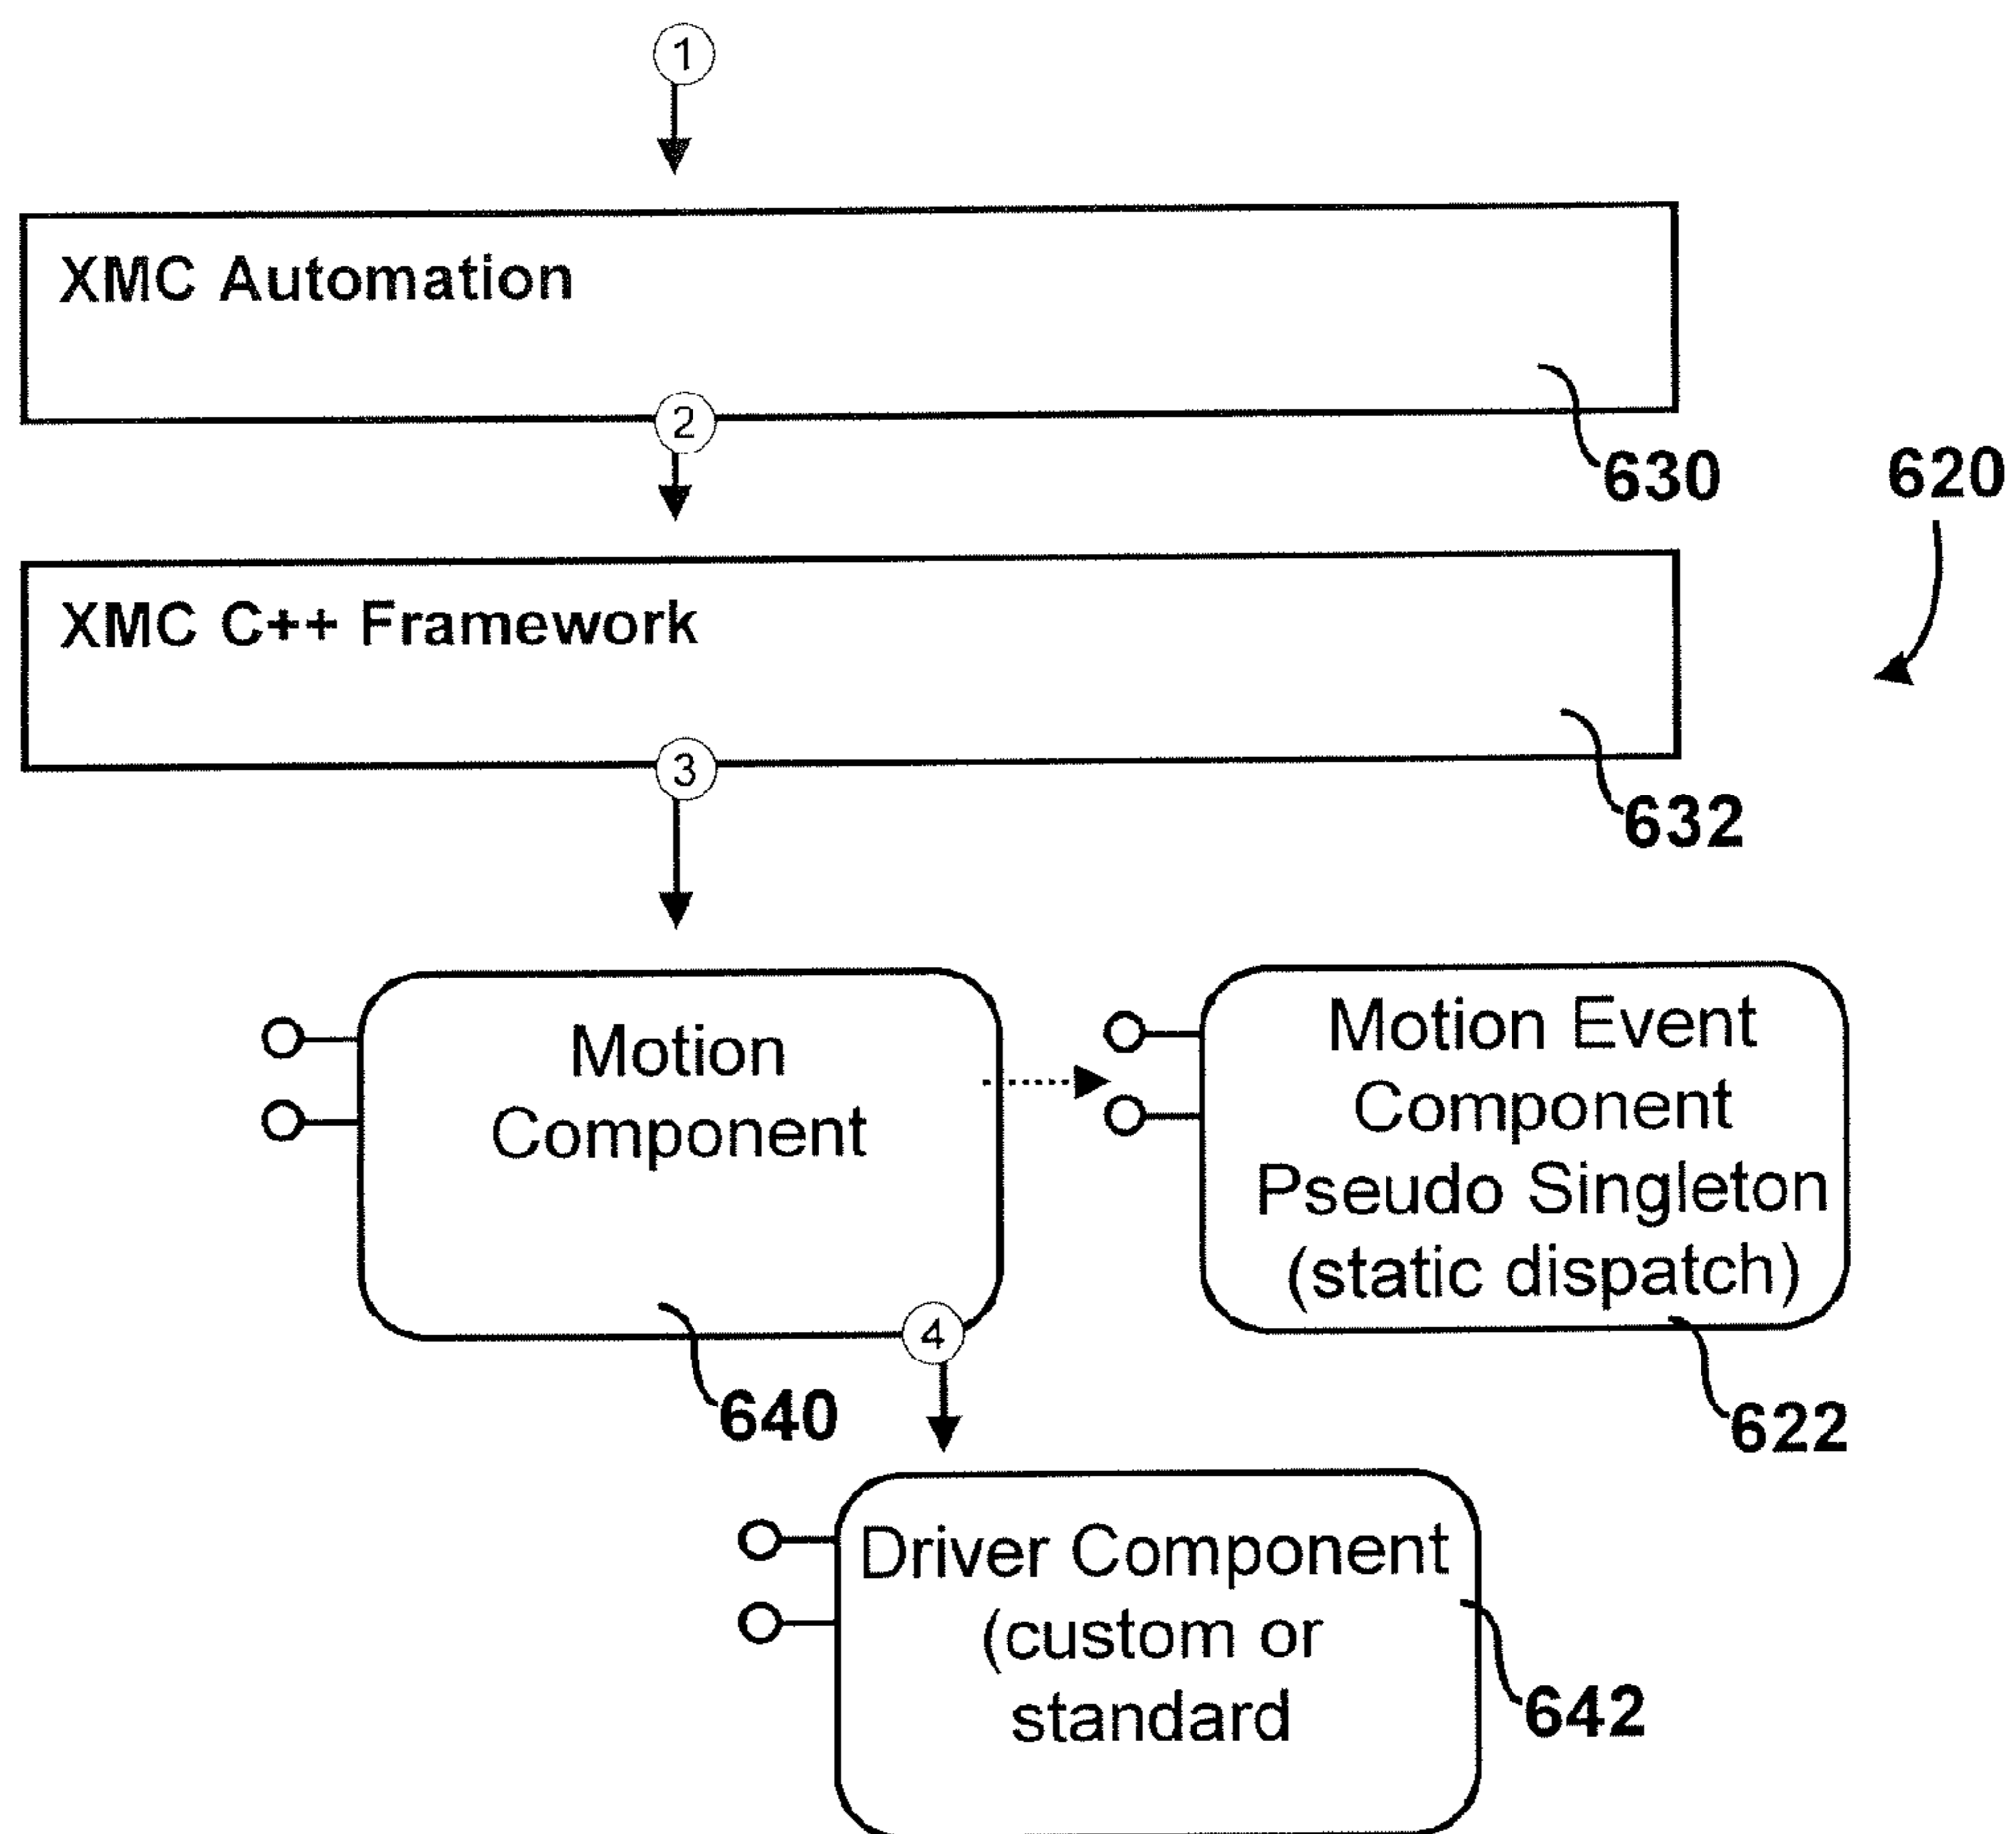 1
XMC Automation
2
630
620
XMC C++ Framework
3
632
Motion
Component
Motion Event
Component
Pseudo Singleton
(static dispatch)
4
640
622
Driver Component
(custom or
standard
642